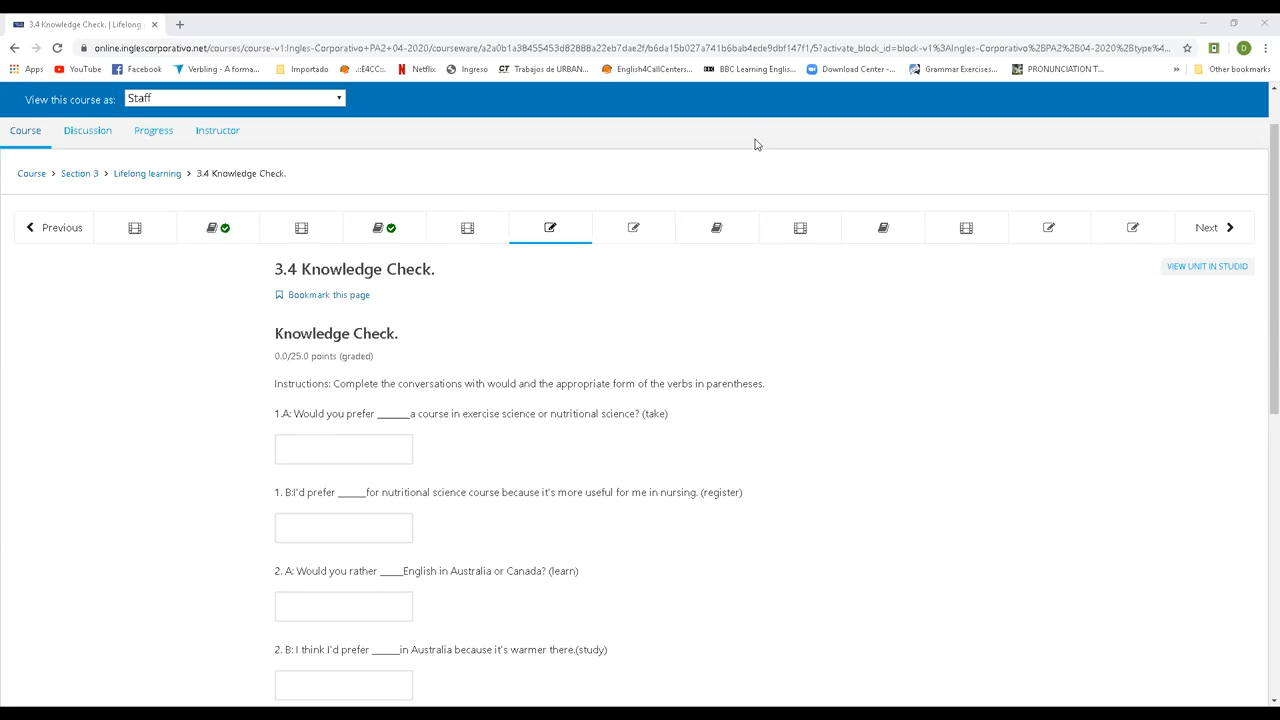 3.4 Knowledge Check. | Lifelong
online.inglescorporativo.net/courses/course-v1:Ingles-Corporativo+PA2+04-2020/courseware/a2a0b1a38455453d82888a22eb7dae2f/b6da15b027a741b6bab4ede9dbf147f1/5?activate_block_id=block-v1%3AIngles-Corporativo%2BPA2%2B04-2020%2Btype%4...
D
Apps YouTube Facebook Verbling - A forma... Importado .::E4CC::. Netflix Ingreso Trabajos de URBAN... English4CallCenters... BBC Learning Englis... Download Center -... Grammar Exercises... PRONUNCIATION T... » Other bookmarks
View this course as: Staff
Course Discussion Progress Instructor
Course > Section 3 > Lifelong learning > 3.4 Knowledge Check.
Previous Next
3.4 Knowledge Check.
VIEW UNIT IN STUDIO
Bookmark this page
Knowledge Check.
0.0/25.0 points (graded)
Instructions: Complete the conversations with would and the appropriate form of the verbs in parentheses.
1.A: Would you prefer _______a course in exercise science or nutritional science? (take)
1. B:I'd prefer ______for nutritional science course because it's more useful for me in nursing. (register)
2. A: Would you rather _____English in Australia or Canada? (learn)
2. B: I think I'd prefer ______in Australia because it's warmer there.(study)